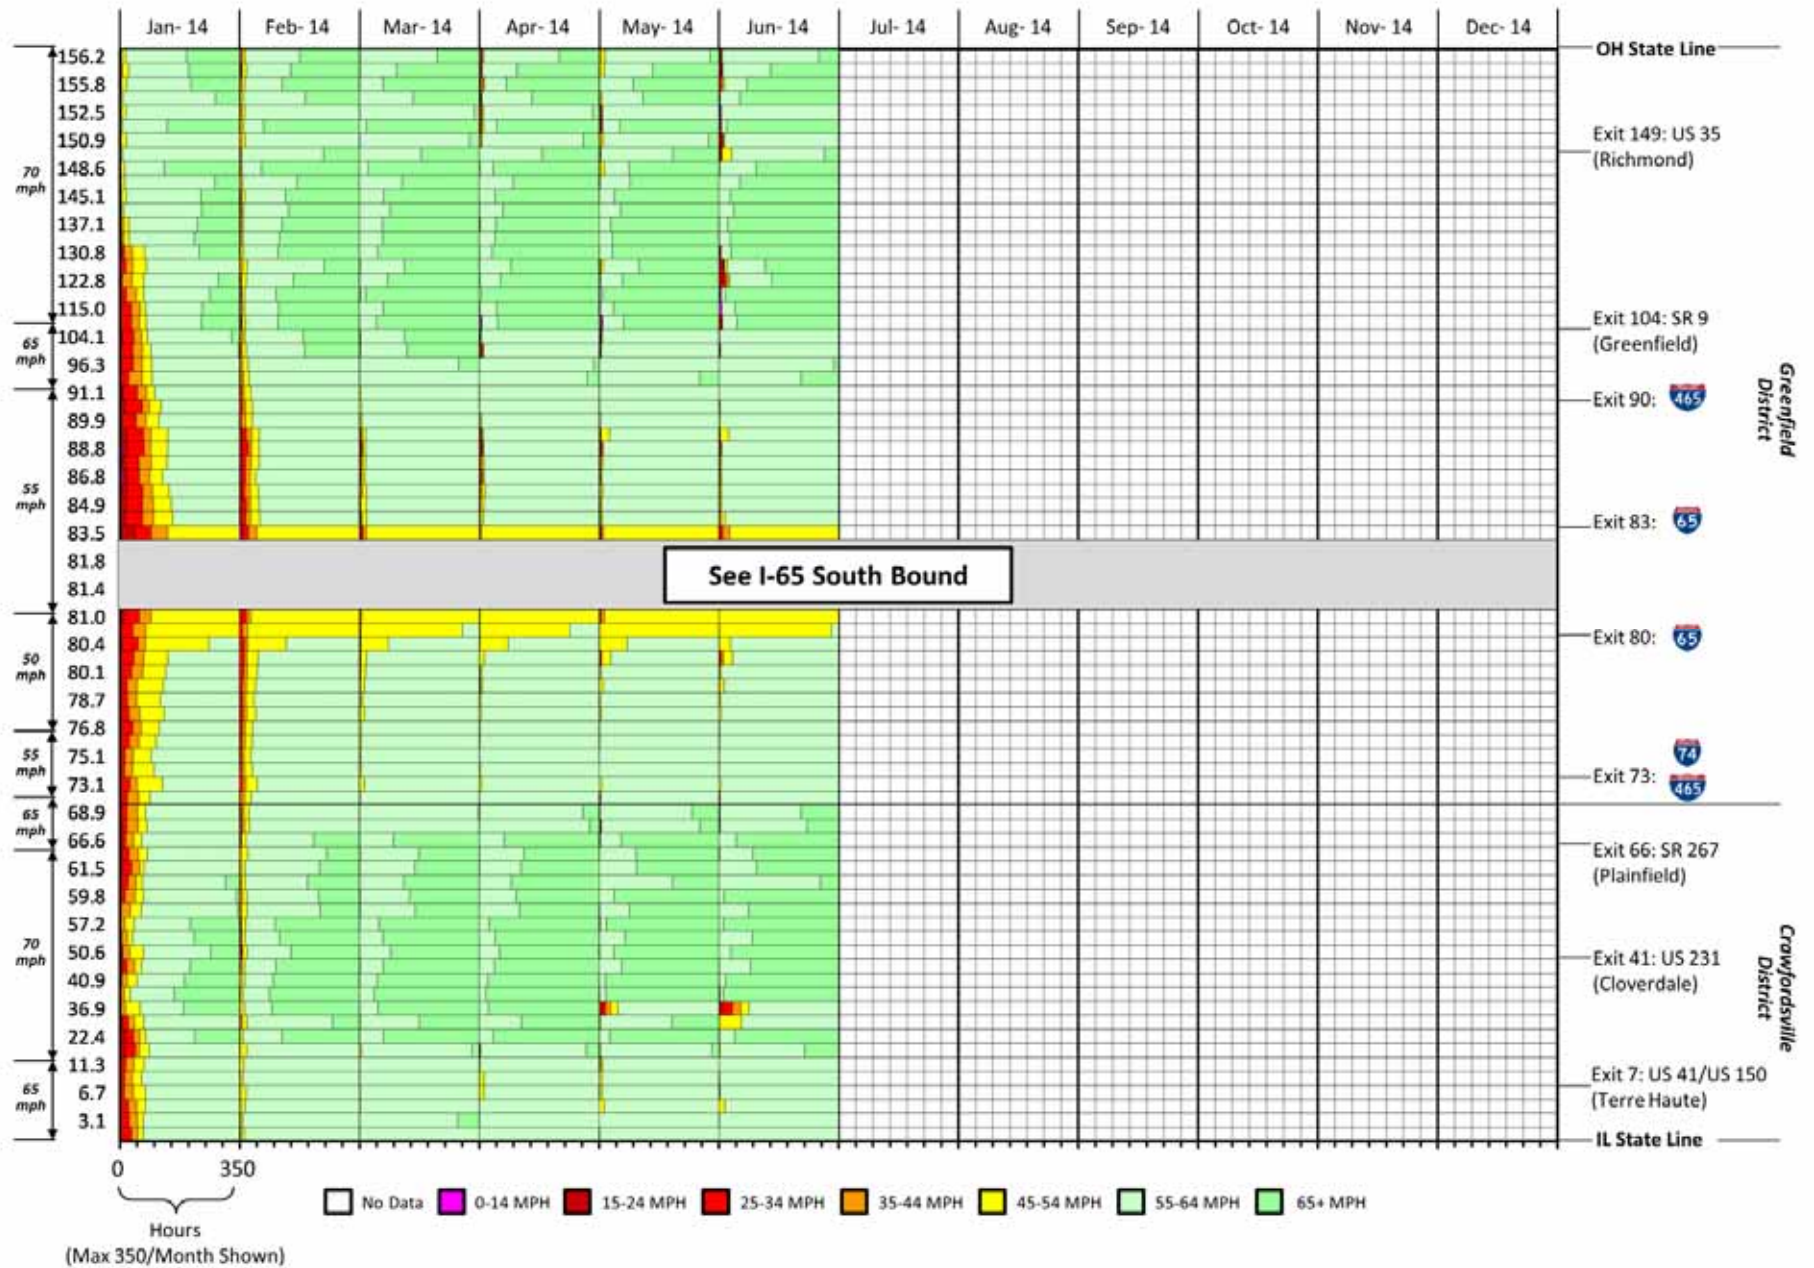 Jan- 14 Feb- 14 Mar- 14 Apr- 14 May- 14 Jun- 14 Jul- 14 Aug- 14 Sep- 14 Oct- 14 Nov- 14 Dec- 14
156.2
155.8
152.5
150.9
148.6
145.1
137.1
130.8
122.8
115.0
104.1
96.3
91.1
89.9
88.8
86.8
84.9
83.5
81.8
81.4
81.0
80.4
80.1
78.7
76.8
75.1
73.1
68.9
66.6
61.5
59.8
57.2
50.6
40.9
36.9
22.4
11.3
6.7
3.1
70
mph
65
mph
55
mph
50
mph
55
mph
65
mph
70
mph
65
mph
See I-65 South Bound
OH State Line
Exit 149: US 35
(Richmond)
Exit 104: SR 9
(Greenfield)
Exit 90: 465
Exit 83: 65
Exit 80: 65
74
Exit 73: 465
Exit 66: SR 267
(Plainfield)
Exit 41: US 231
(Cloverdale)
Exit 7: US 41/US 150
(Terre Haute)
IL State Line
Greenfield
District
Crawfordsville
District
0 350
Hours
(Max 350/Month Shown)
No Data 0-14 MPH 15-24 MPH 25-34 MPH 35-44 MPH 45-54 MPH 55-64 MPH 65+ MPH